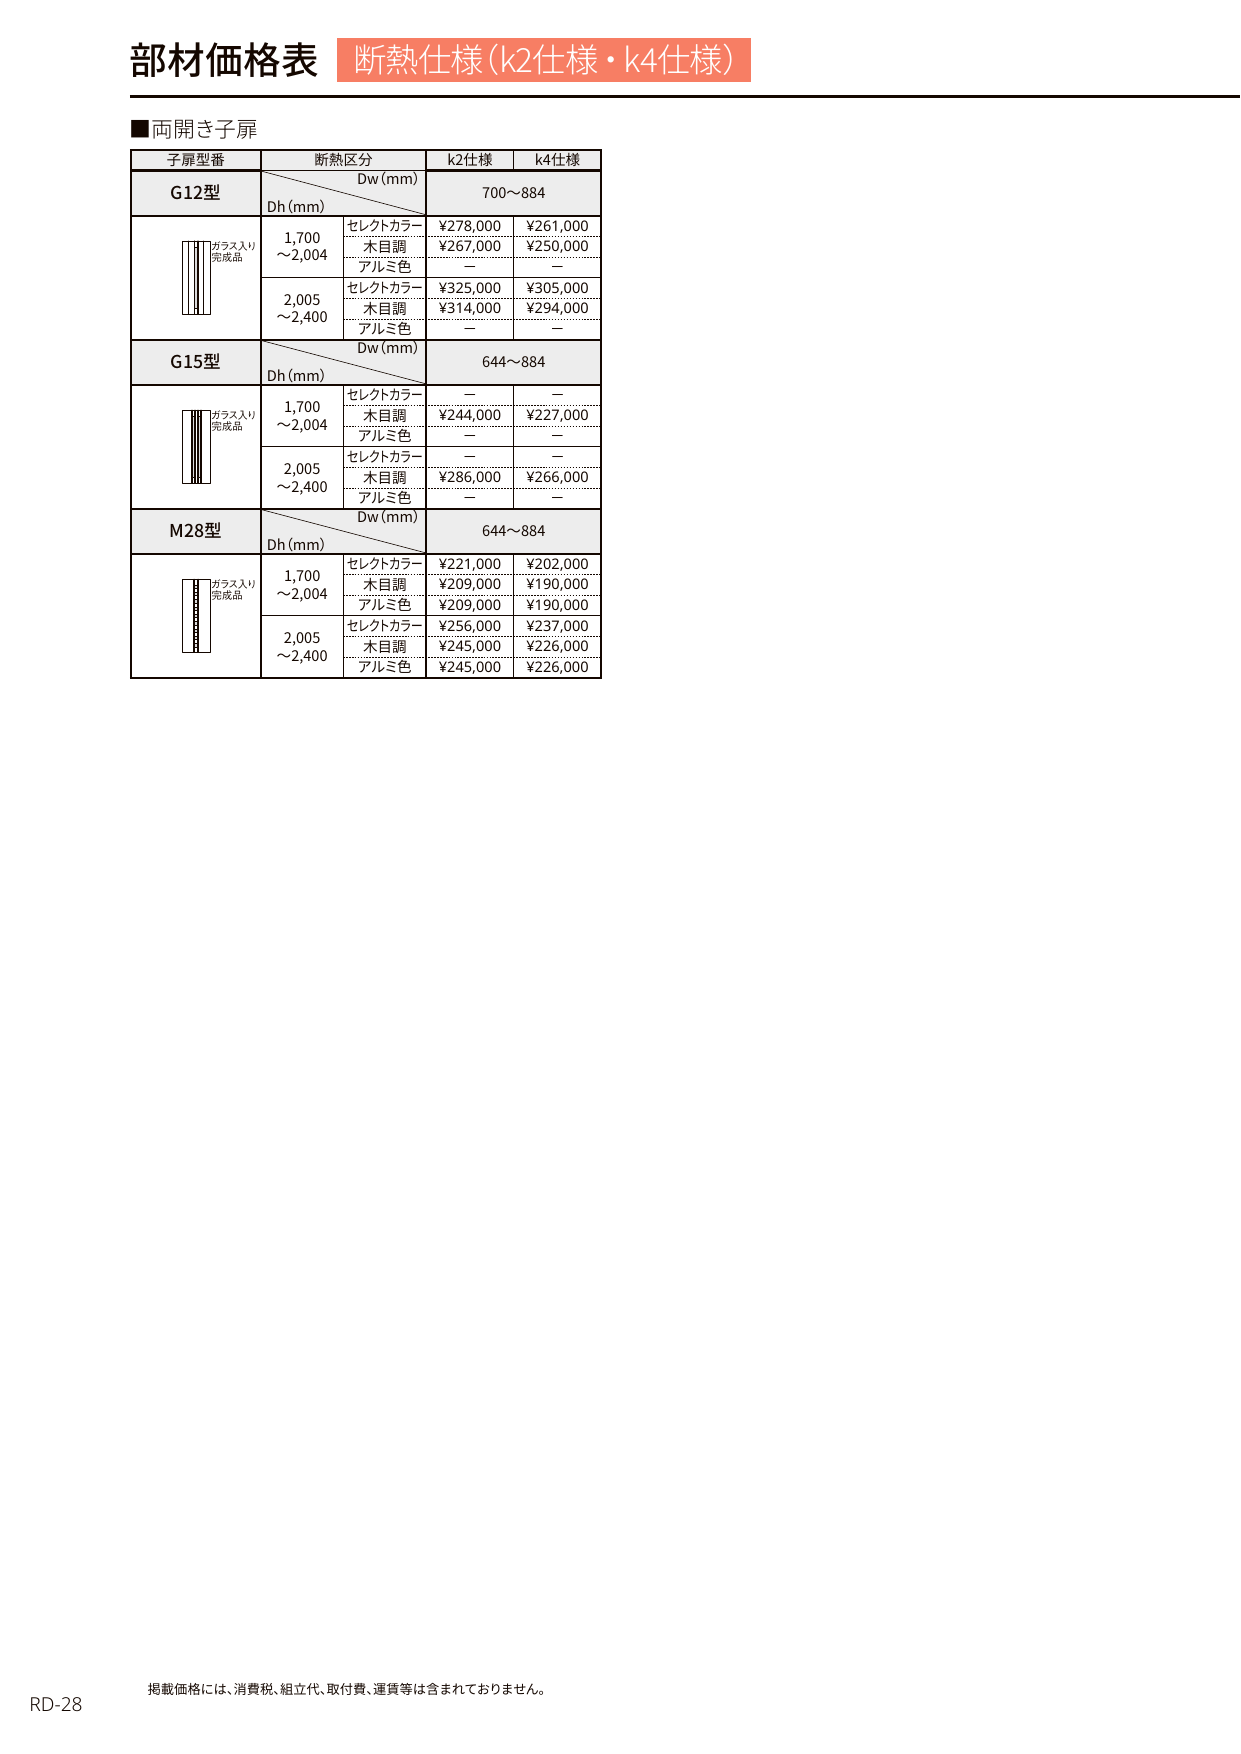 部材価格表 断熱仕様（k2仕様・k4仕様）
■両開き子扉
子扉型番 断熱区分 k2仕様 k4仕様
G12型 Dw（mm） Dh（mm） 700～884
ガラス入り
完成品
1,700
～2,004
セレクトカラー ¥278,000 ¥261,000
木目調 ¥267,000 ¥250,000
アルミ色 － －
2,005
～2,400
セレクトカラー ¥325,000 ¥305,000
木目調 ¥314,000 ¥294,000
アルミ色 － －
G15型 Dw（mm） Dh（mm） 644～884
ガラス入り
完成品
1,700
～2,004
セレクトカラー － －
木目調 ¥244,000 ¥227,000
アルミ色 － －
2,005
～2,400
セレクトカラー － －
木目調 ¥286,000 ¥266,000
アルミ色 － －
M28型 Dw（mm） Dh（mm） 644～884
ガラス入り
完成品
1,700
～2,004
セレクトカラー ¥221,000 ¥202,000
木目調 ¥209,000 ¥190,000
アルミ色 ¥209,000 ¥190,000
2,005
～2,400
セレクトカラー ¥256,000 ¥237,000
木目調 ¥245,000 ¥226,000
アルミ色 ¥245,000 ¥226,000
掲載価格には、消費税、組立代、取付費、運賃等は含まれておりません。
RD-28